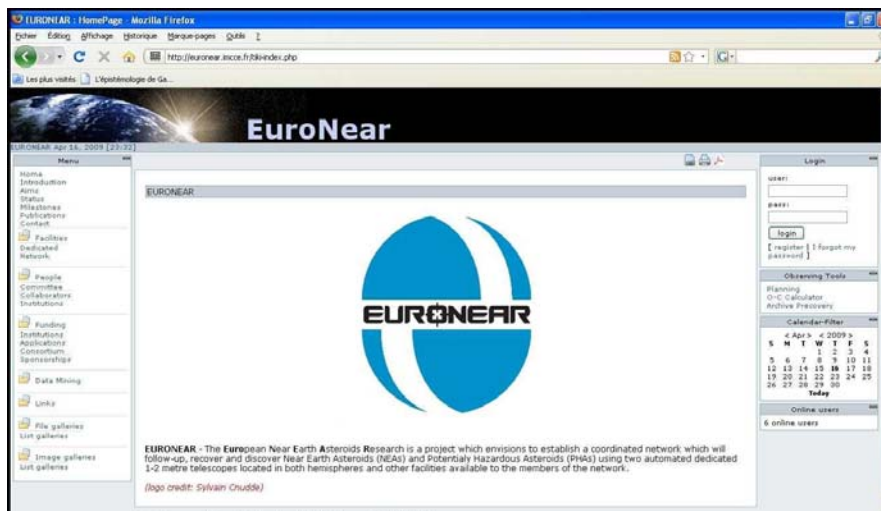 EURONEAR : HomePage - Mozilla Firefox
Fichier Édition Affichage Historique Marque-pages Outils ?
http://euronear.imcce.fr/tiki-index.php
Les plus visités L'épistémologie de Ga...
EuroNear
EURONEAR Apr 16, 2009 [23:32]
Menu
Home
Introduction
Aims
Status
Milestones
Publications
Contact
Facilities
Dedicated
Network
People
Committee
Collaborators
Institutions
Funding
Institutions
Applications
Consortium
Sponsorships
Data Mining
Links
File galleries
List galleries
Image galleries
List galleries
EURONEAR
EURONEAR
EURONEAR - The European Near Earth Asteroids Research is a project which envisions to establish a coordinated network which will
follow-up, recover and discover Near Earth Asteroids (NEAs) and Potentialy Hazardous Asteroids (PHAs) using two automated dedicated
1-2 metre telescopes located in both hemispheres and other facilities available to the members of the network.
(logo credit: Sylvain Cnudde)
Login
user:
pass:
login
[ register | I forgot my
password ]
Observing Tools
Planning
O-C Calculator
Archive Precovery
Calendar-Filter
< Apr > < 2009 >
S M T W T F S
1 2 3 4
5 6 7 8 9 10 11
12 13 14 15 16 17 18
19 20 21 22 23 24 25
26 27 28 29 30
Today
Online users
6 online users